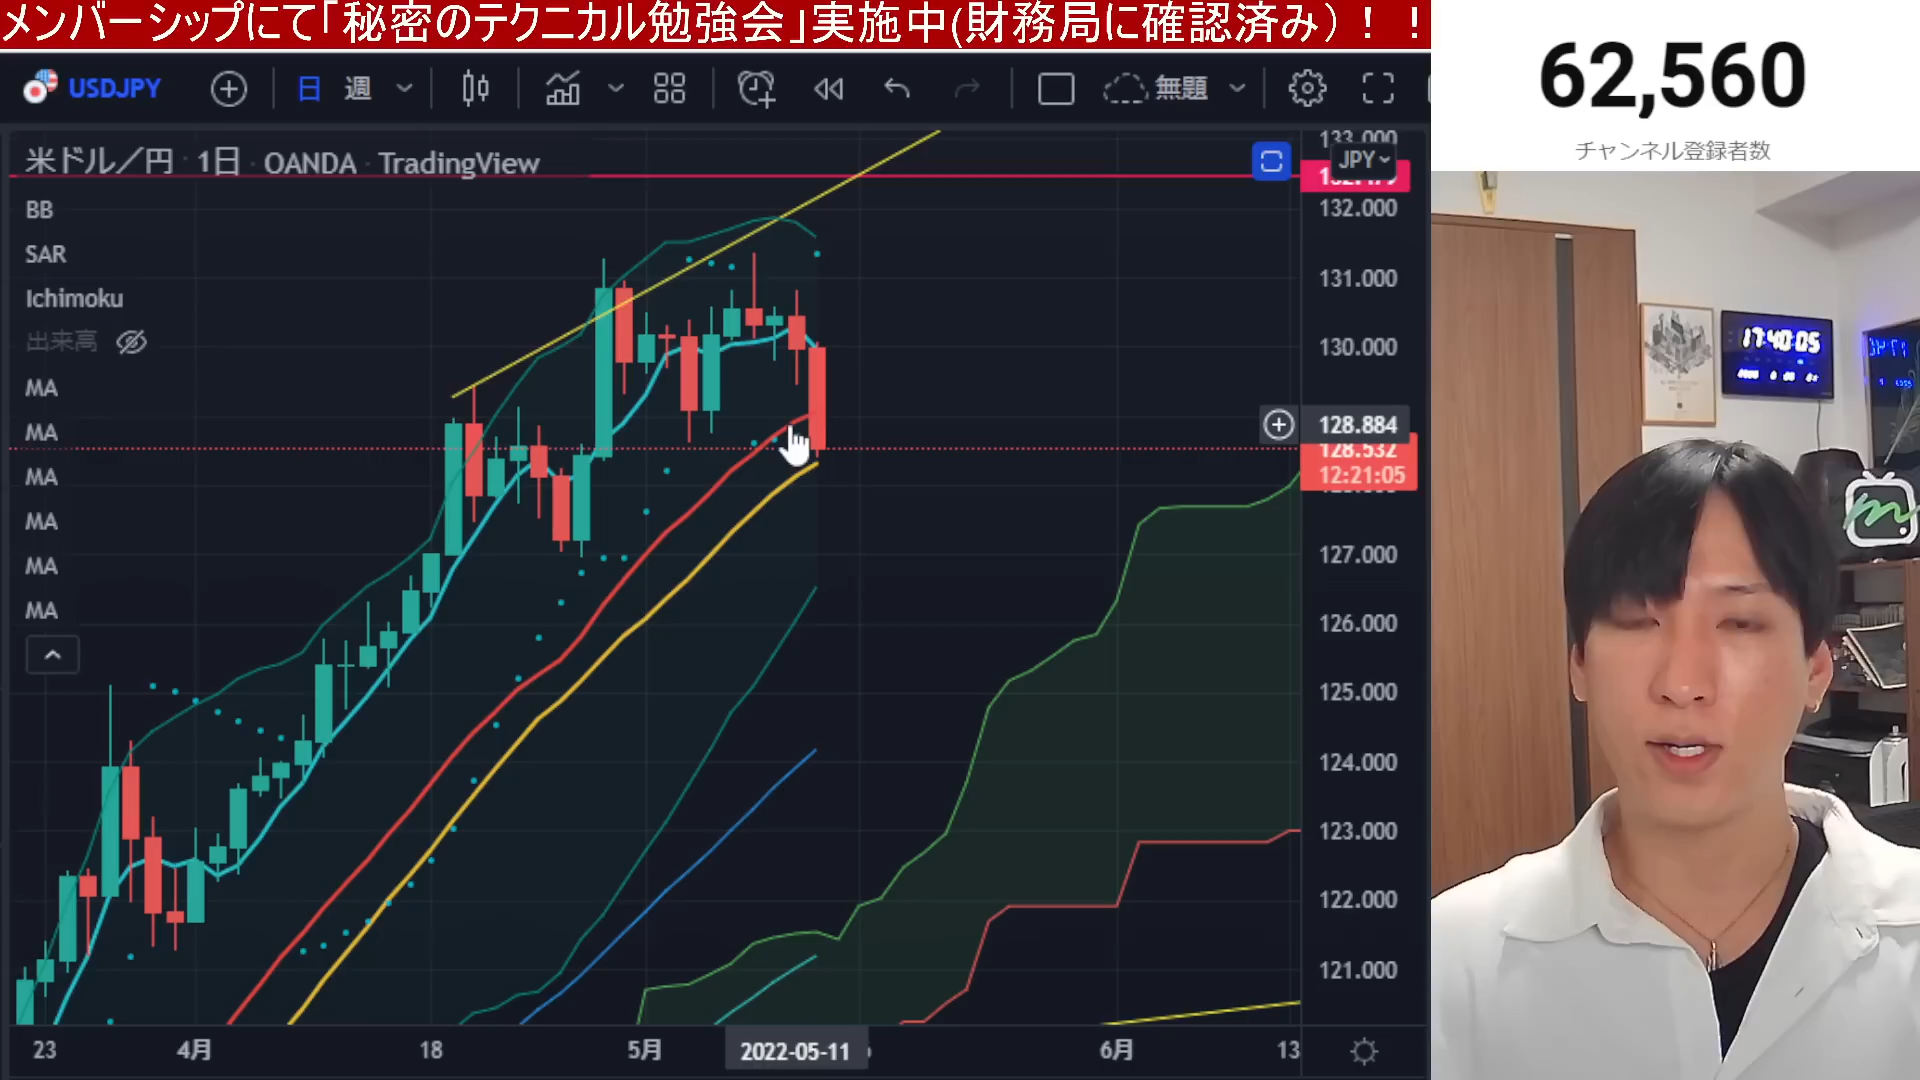 メンバーシップにて「秘密のテクニカル勉強会」実施中(財務局に確認済み）！！
62,560
チャンネル登録者数
USDJPY
日 週
無題
米ドル／円 · 1日 · OANDA · TradingView
BB
SAR
Ichimoku
出来高
MA
MA
MA
MA
MA
MA
133.000
JPY
132.000
131.000
130.000
128.884
128.532
12:21:05
127.000
126.000
125.000
124.000
123.000
122.000
121.000
23 4月 18 5月 2022-05-11 6月 13
17:40:05